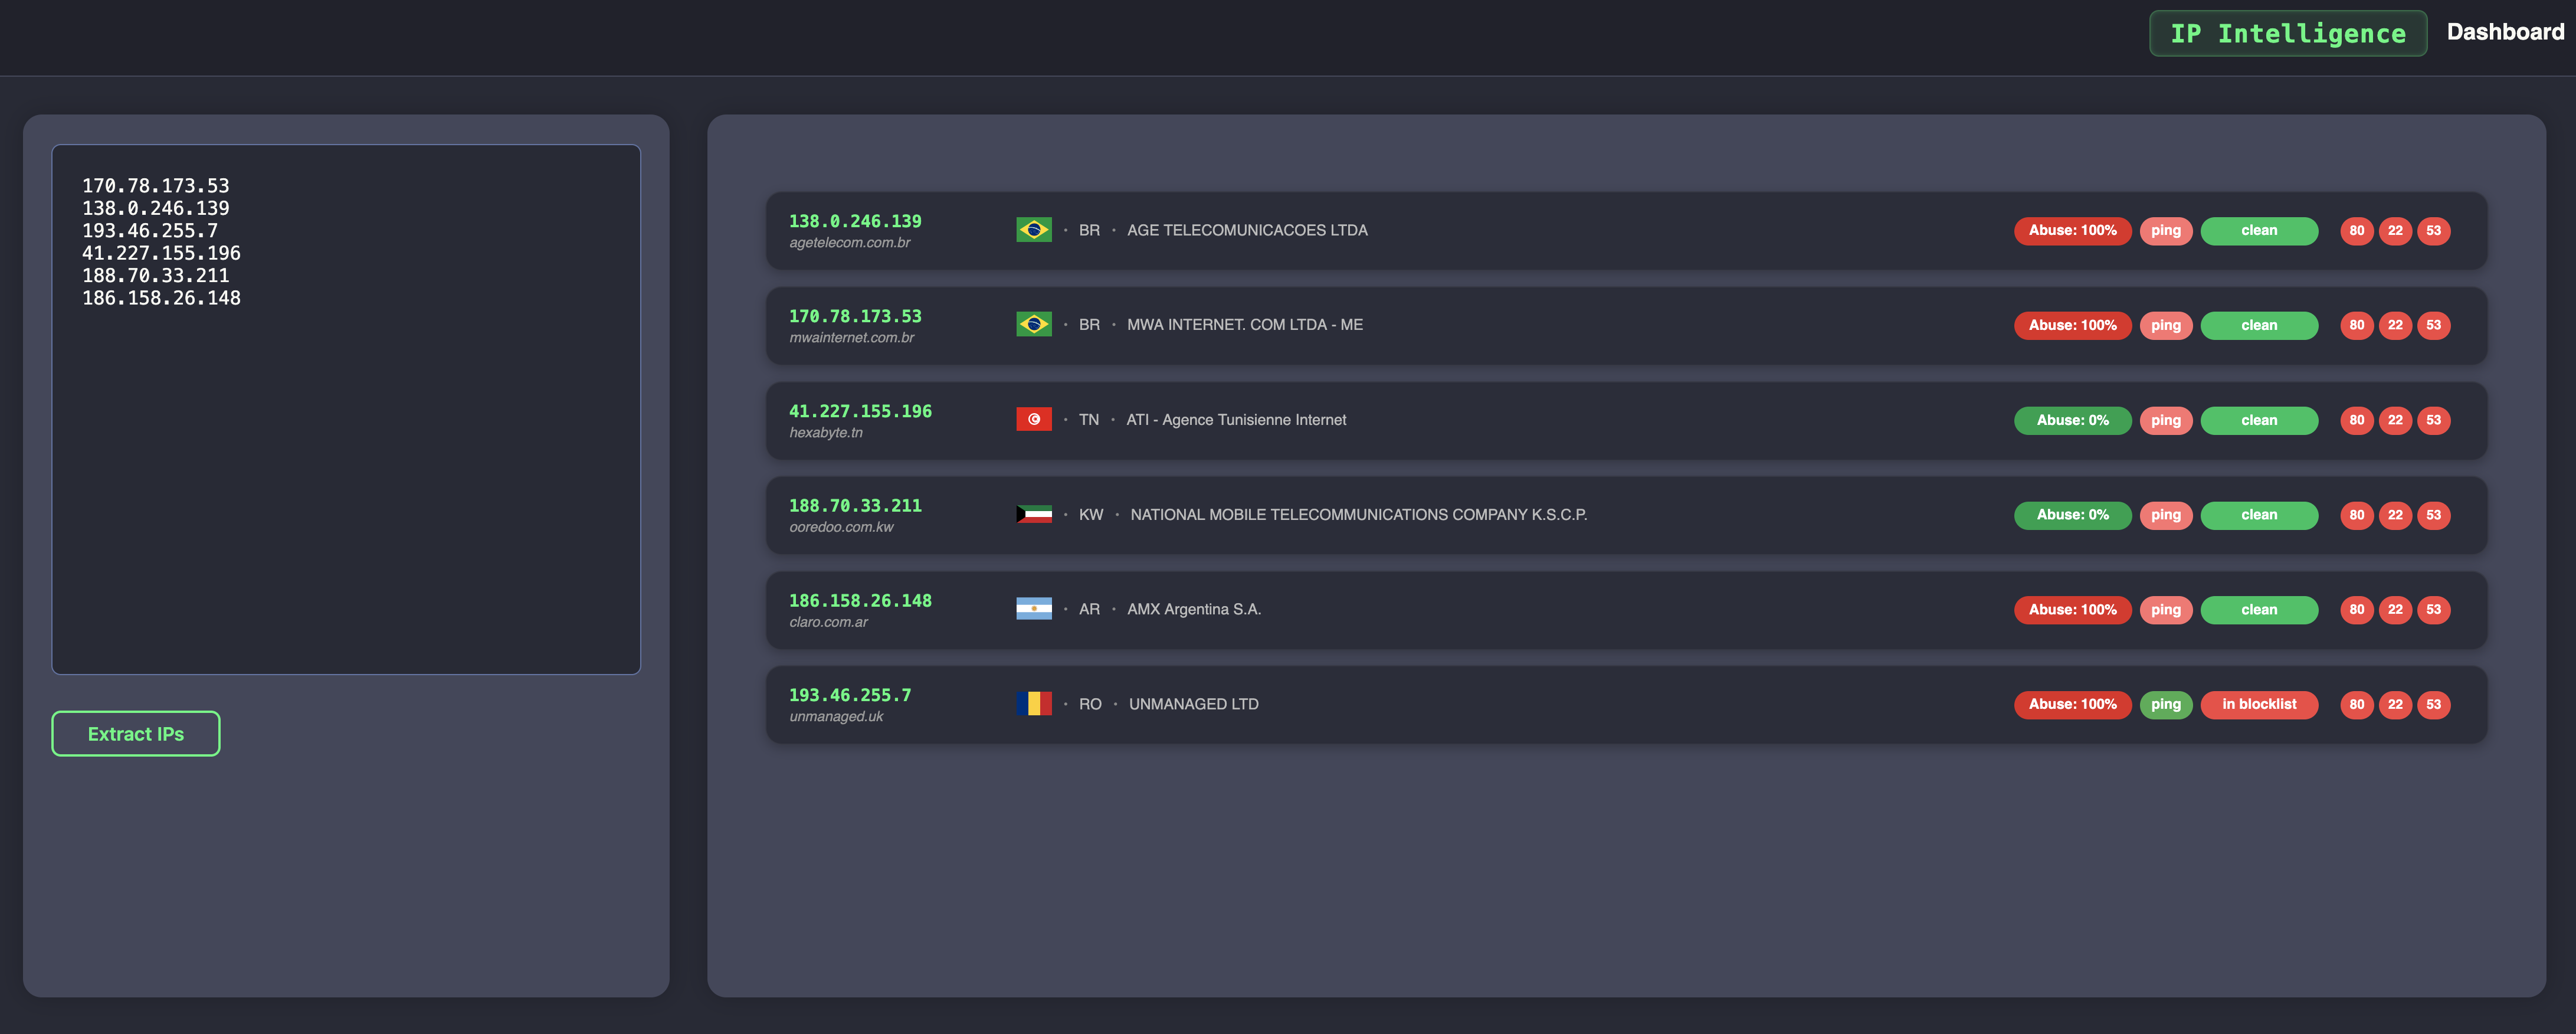 IP Intelligence Dashboard
170.78.173.53
138.0.246.139
193.46.255.7
41.227.155.196
188.70.33.211
186.158.26.148
Extract IPs
138.0.246.139
agetelecom.com.br
· BR · AGE TELECOMUNICACOES LTDA
Abuse: 100% ping clean 80 22 53
170.78.173.53
mwainternet.com.br
· BR · MWA INTERNET. COM LTDA - ME
Abuse: 100% ping clean 80 22 53
41.227.155.196
hexabyte.tn
· TN · ATI - Agence Tunisienne Internet
Abuse: 0% ping clean 80 22 53
188.70.33.211
ooredoo.com.kw
· KW · NATIONAL MOBILE TELECOMMUNICATIONS COMPANY K.S.C.P.
Abuse: 0% ping clean 80 22 53
186.158.26.148
claro.com.ar
· AR · AMX Argentina S.A.
Abuse: 100% ping clean 80 22 53
193.46.255.7
unmanaged.uk
· RO · UNMANAGED LTD
Abuse: 100% ping in blocklist 80 22 53